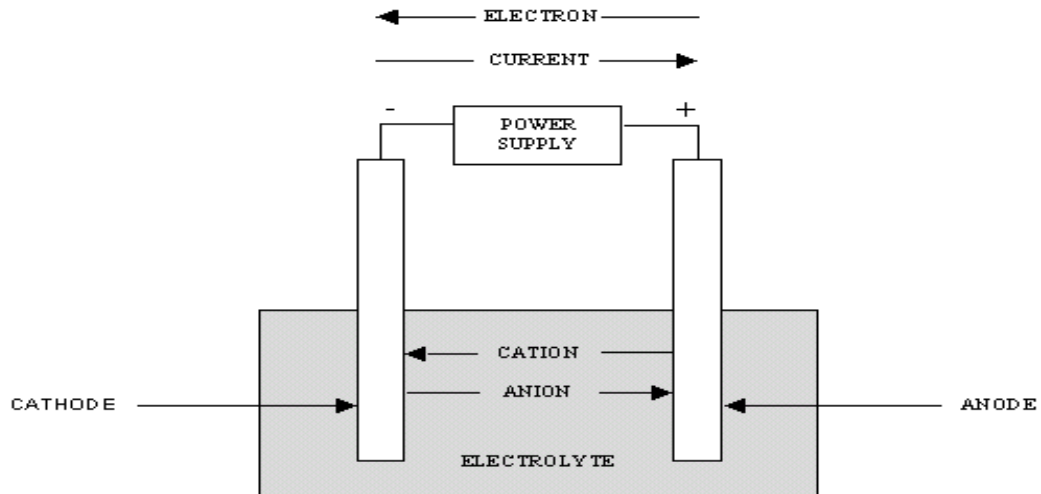 ELECTRON
CURRENT
- +
POWER
SUPPLY
CATION
ANION
CATHODE ANODE
ELECTROLYTE